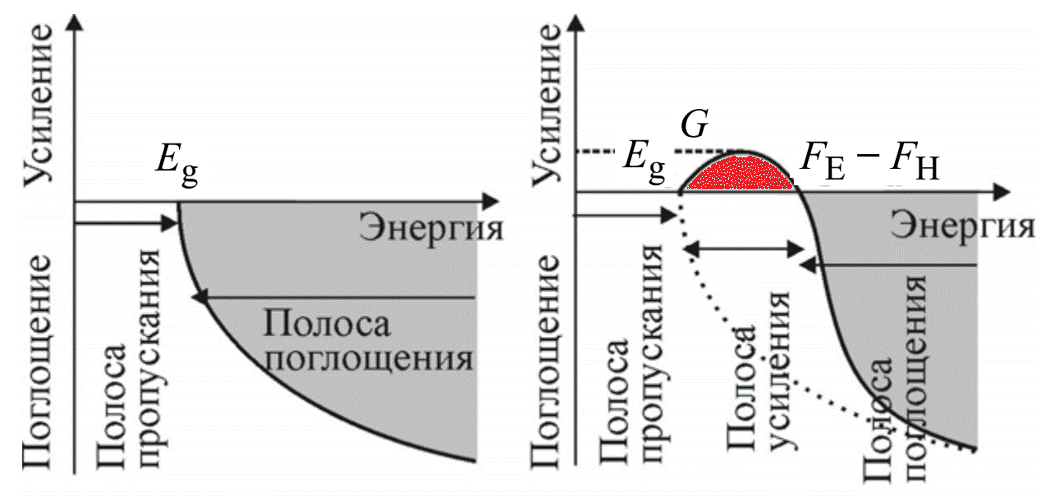 Усиление
Поглощение
E_g
Энергия
Полоса
пропускания
Полоса
поглощения
Усиление
Поглощение
G
E_g
F_E − F_H
Энергия
Полоса
пропускания
Полоса
усиления
Полоса
поглощения